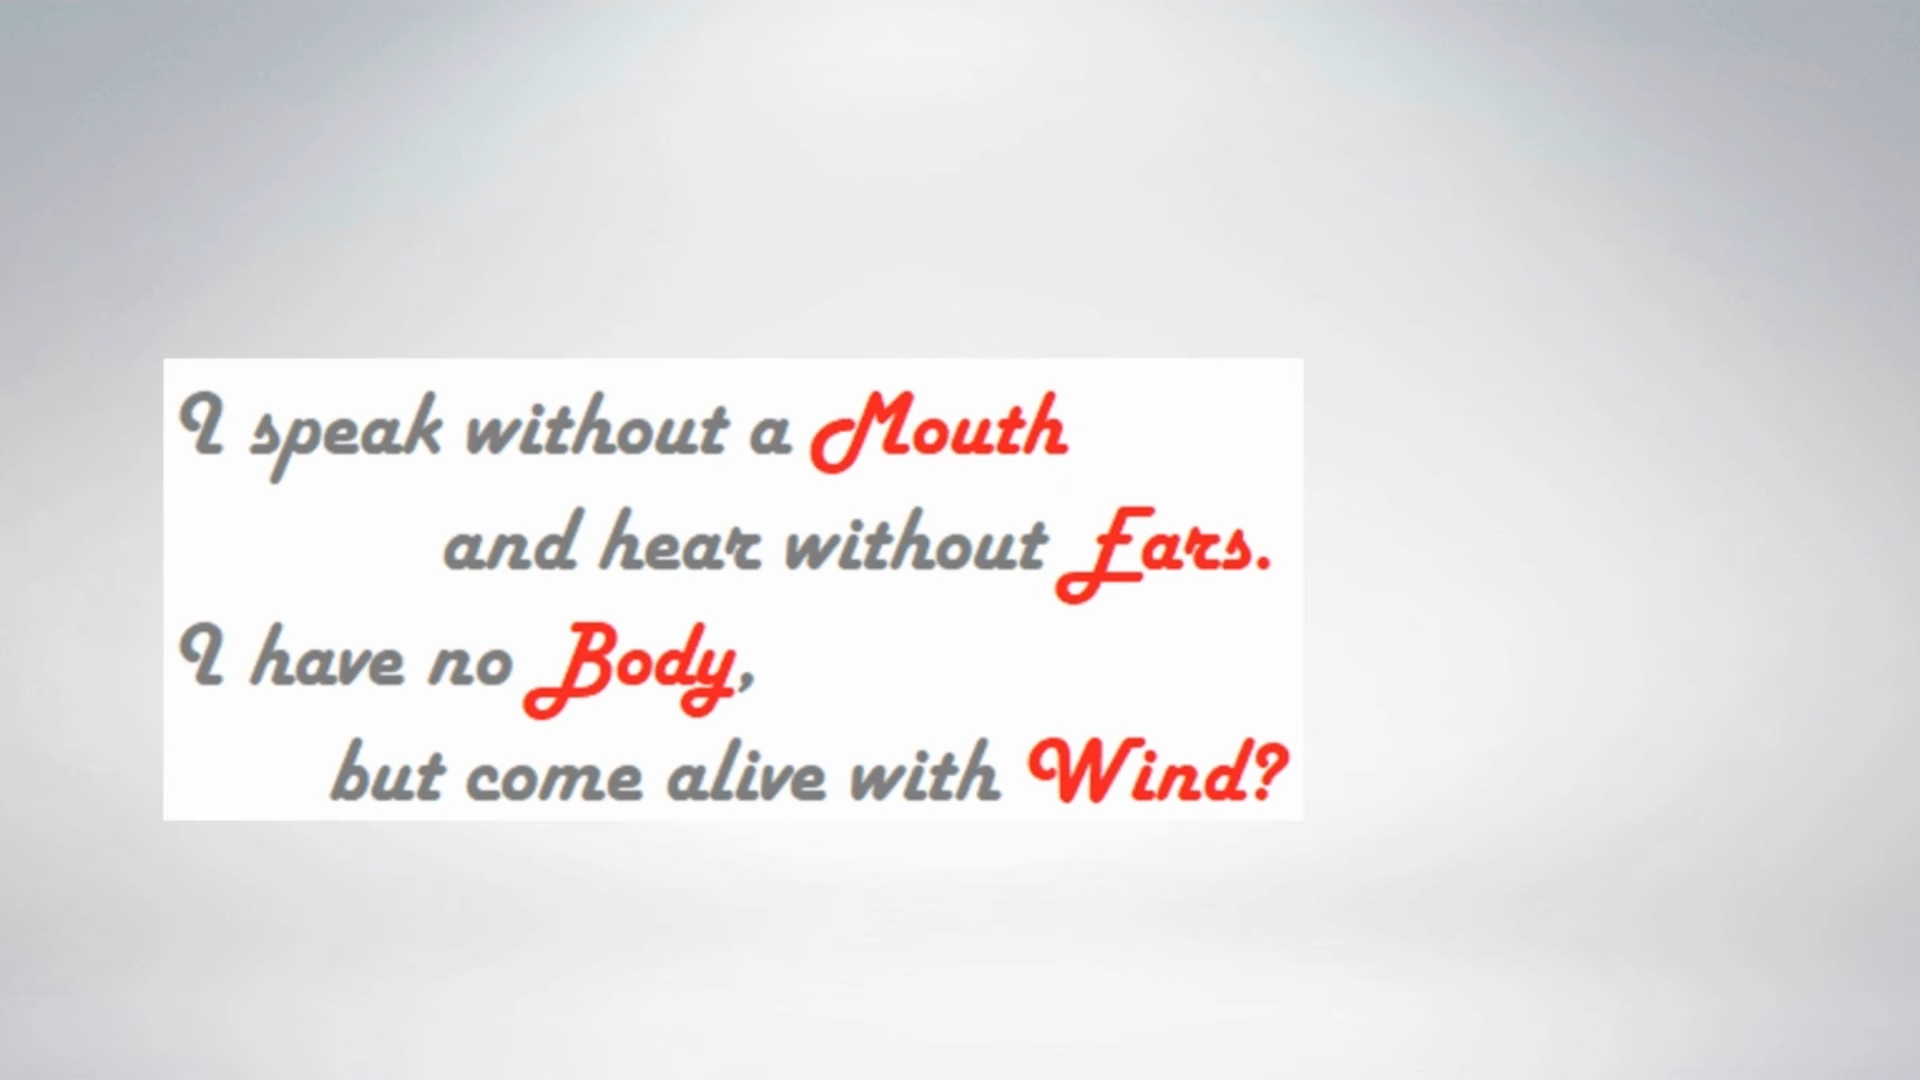 I speak without a Mouth
and hear without Ears.
I have no Body,
but come alive with Wind?